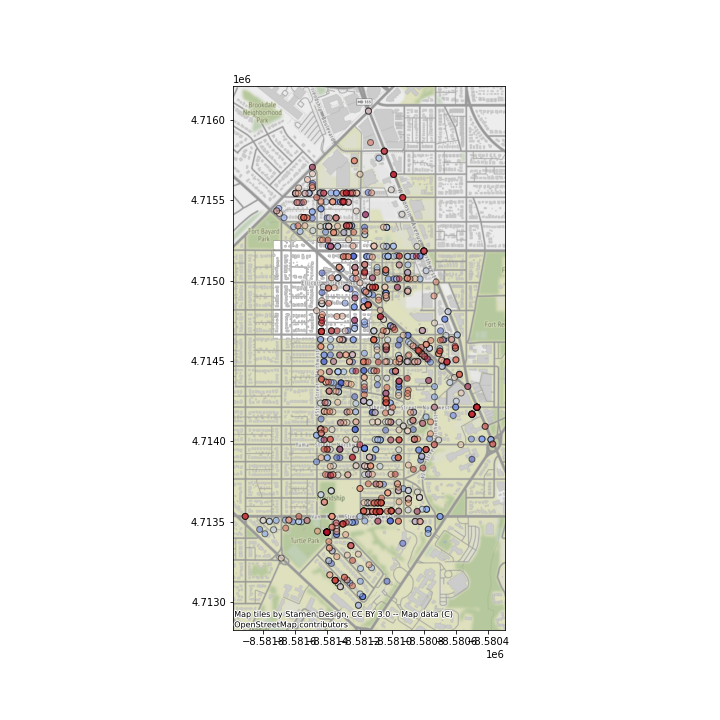 1e6
4.7160
4.7155
4.7150
4.7145
4.7140
4.7135
4.7130
Brookdale
Neighborhood
Park
Fort Bayard
Park
Turtle Park
Map tiles by Stamen Design, CC BY 3.0 -- Map data (C)
OpenStreetMap contributors
−8.5818 −8.5816 −8.5814 −8.5812 −8.5810 −8.5808 −8.5806 −8.5804
1e6